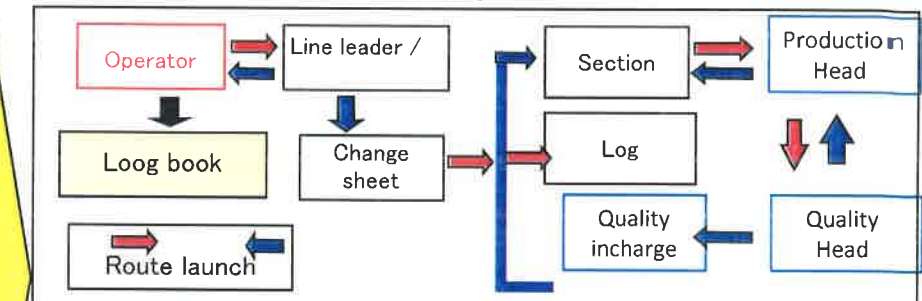 Operator
Line leader /
Section
Production
Head
Loog book
Change
sheet
Log
Quality
incharge
Quality
Head
Route launch